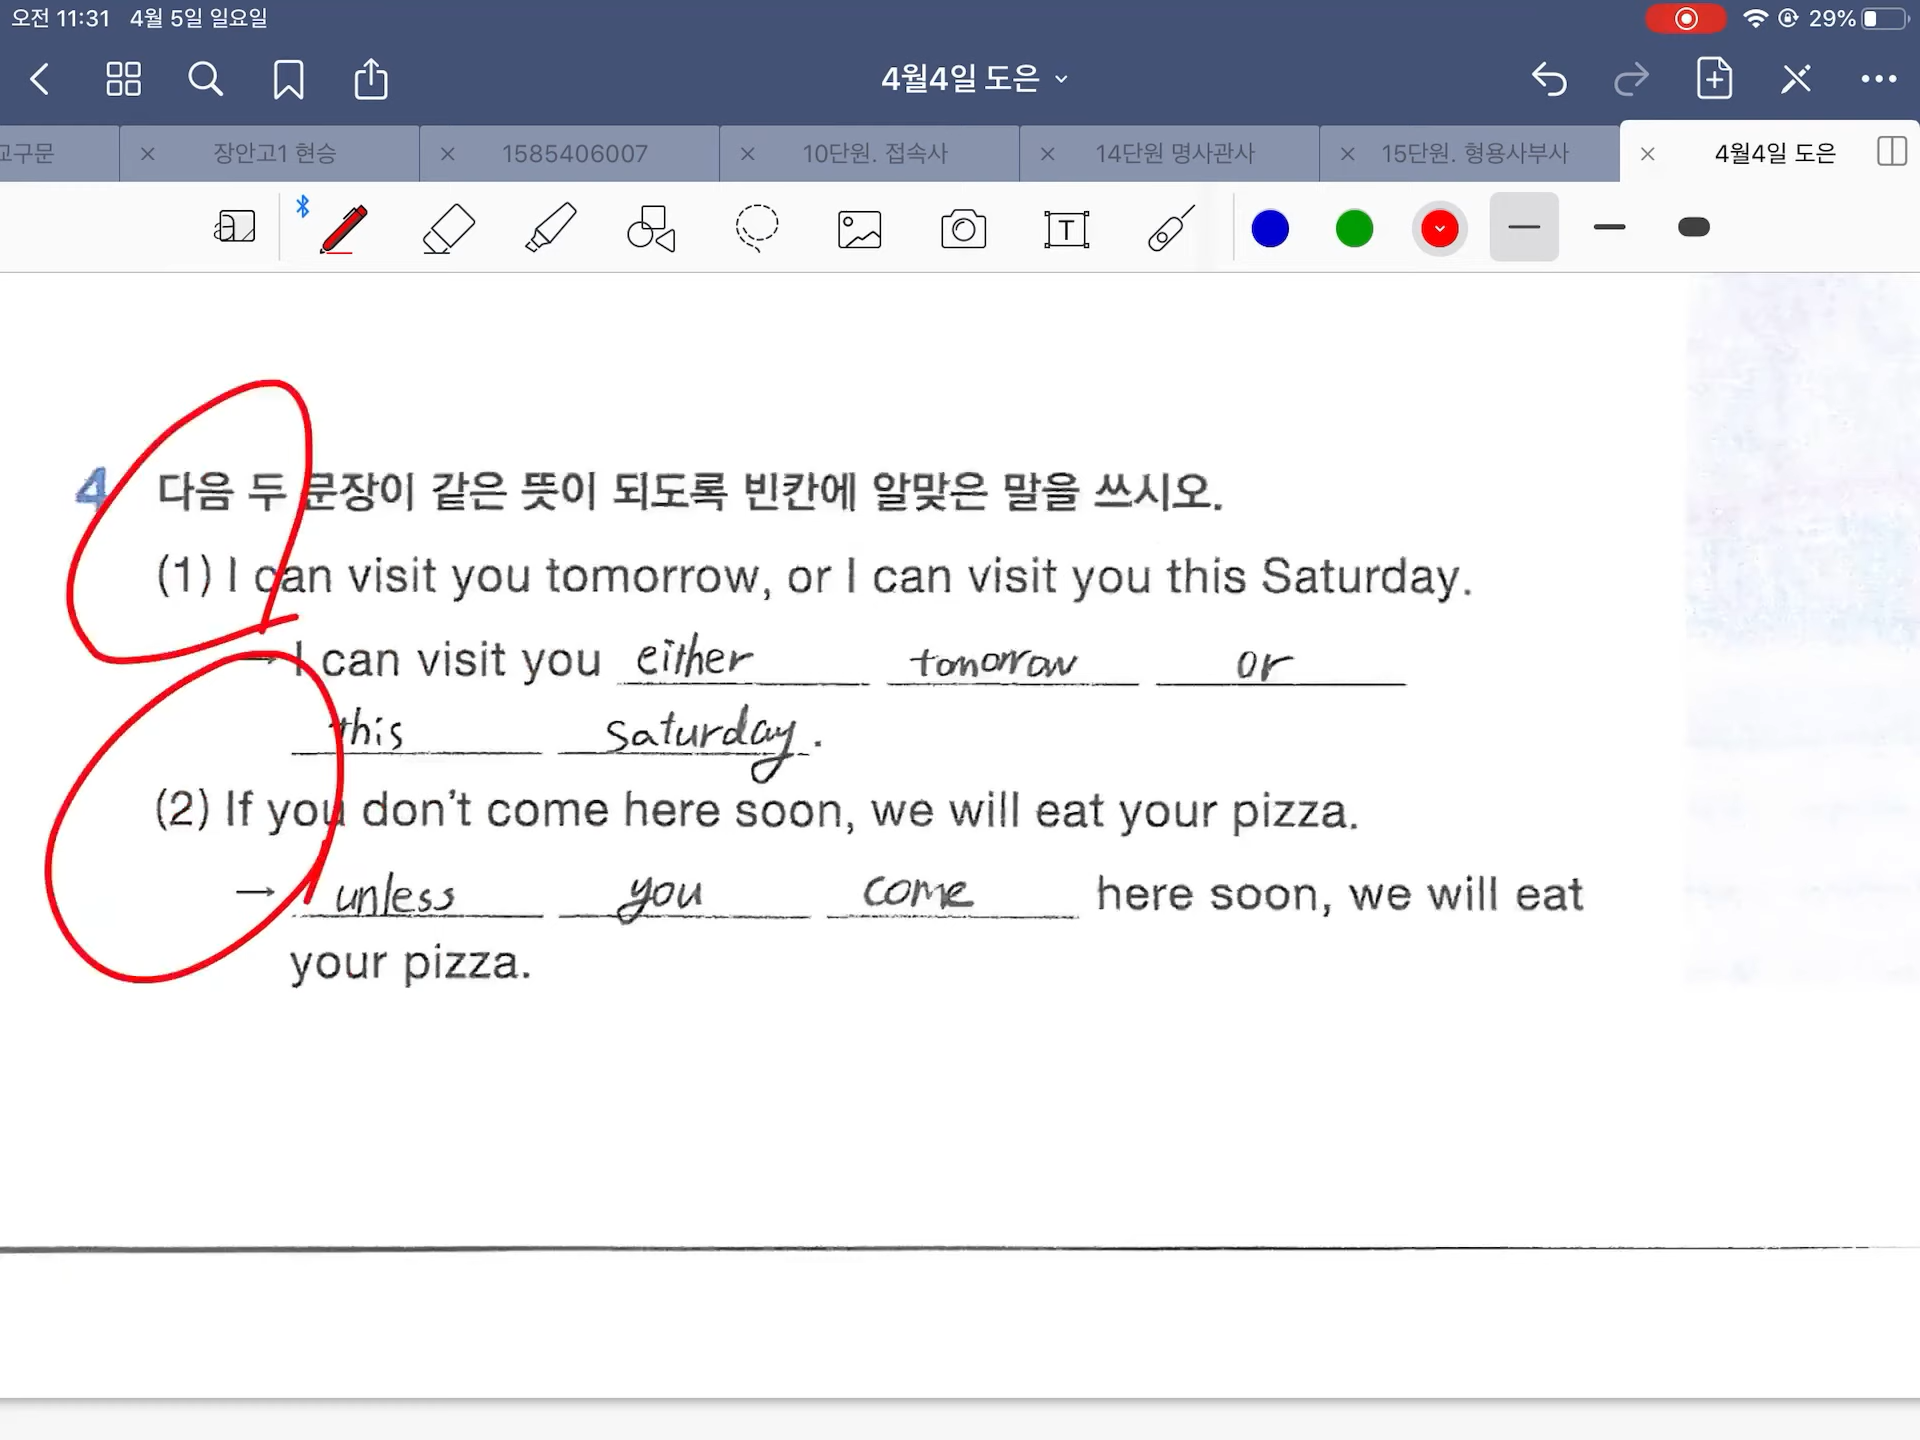 오전 11:31 4월 5일 일요일
29%
4월4일 도은
교구문
장안고1 현승
1585406007
10단원. 접속사
14단원 명사관사
15단원. 형용사부사
4월4일 도은
4 다음 두 문장이 같은 뜻이 되도록 빈칸에 알맞은 말을 쓰시오.
(1) I can visit you tomorrow, or I can visit you this Saturday.
→ I can visit you either tomorrow or
this Saturday.
(2) If you don't come here soon, we will eat your pizza.
→ unless you come here soon, we will eat
your pizza.